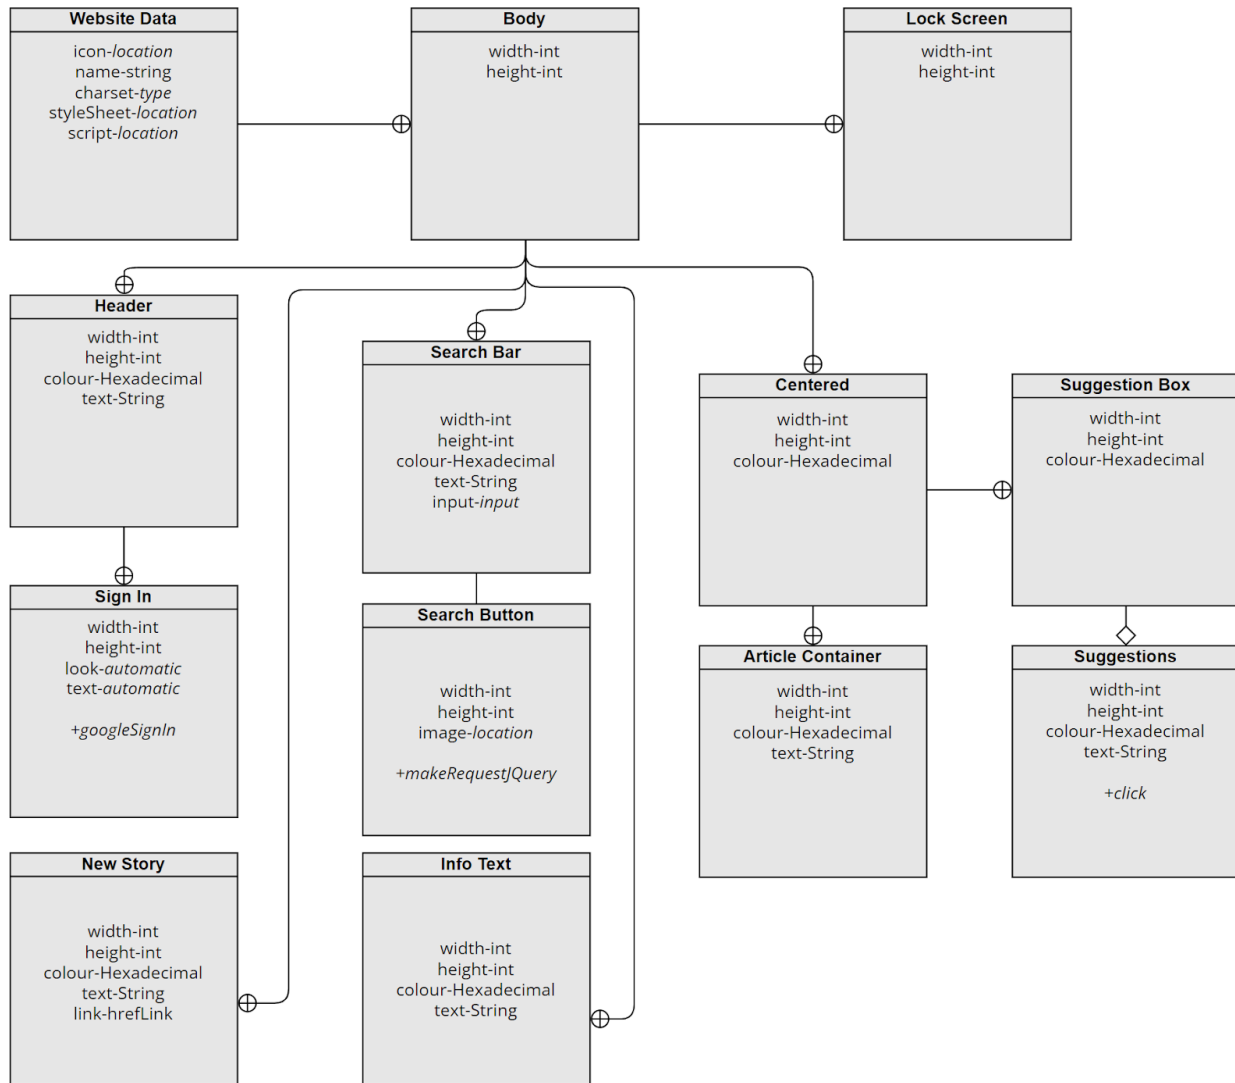 Website Data
icon-location
name-string
charset-type
styleSheet-location
script-location
Body
width-int
height-int
Lock Screen
width-int
height-int
Header
width-int
height-int
colour-Hexadecimal
text-String
Search Bar
width-int
height-int
colour-Hexadecimal
text-String
input-input
Centered
width-int
height-int
colour-Hexadecimal
Suggestion Box
width-int
height-int
colour-Hexadecimal
Sign In
width-int
height-int
look-automatic
text-automatic
+googleSignIn
Search Button
width-int
height-int
image-location
+makeRequestJQuery
Article Container
width-int
height-int
colour-Hexadecimal
text-String
Suggestions
width-int
height-int
colour-Hexadecimal
text-String
+click
New Story
width-int
height-int
colour-Hexadecimal
text-String
link-hrefLink
Info Text
width-int
height-int
colour-Hexadecimal
text-String